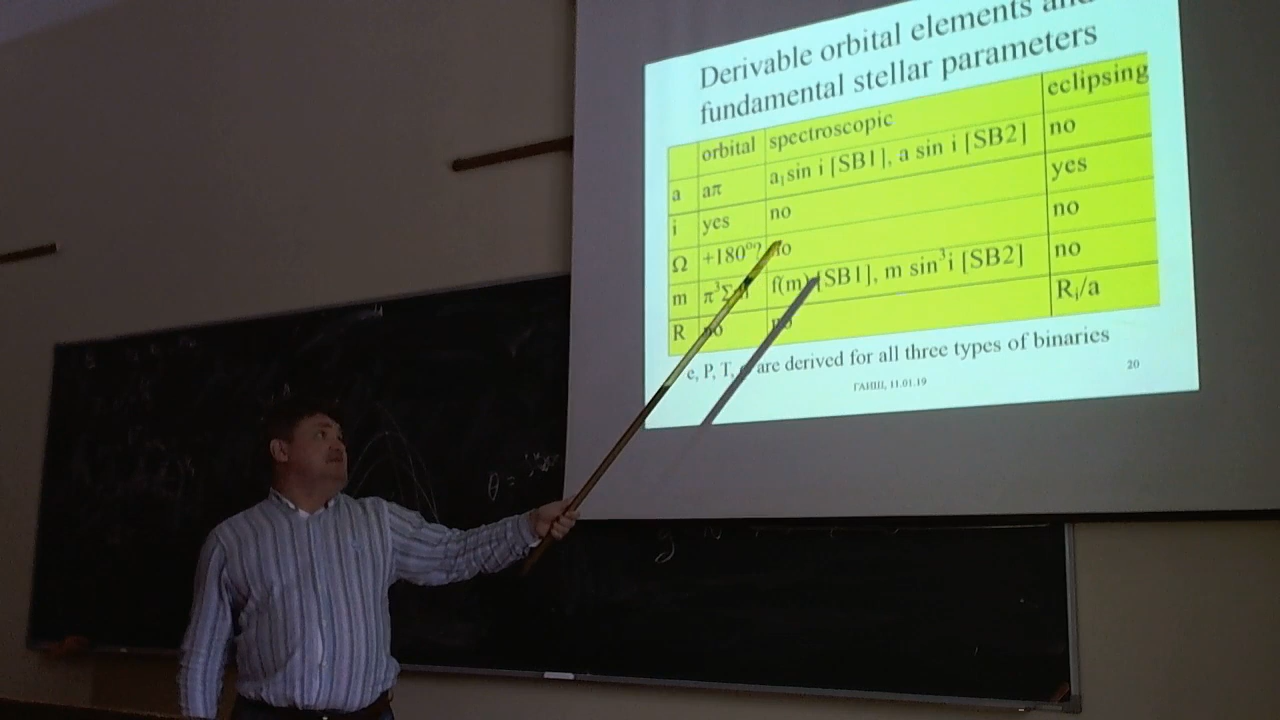 Derivable orbital elements and
fundamental stellar parameters
orbital spectroscopic eclipsing
a aπ a₁sin i [SB1], a sin i [SB2] no
i yes no yes
Ω +180°? no no
m π³Σm f(m) [SB1], m sin³i [SB2] no
R no no Rᵢ/a
e, P, T, are derived for all three types of binaries
ГАИШ, 11.01.19
20
θ =